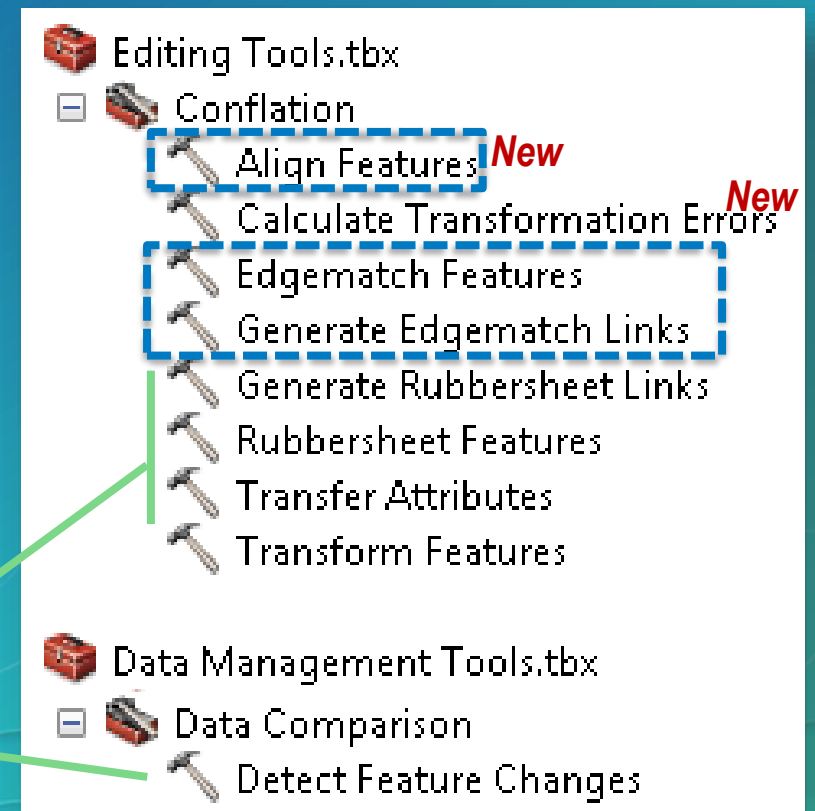 Editing Tools.tbx
Conflation
Align Features New
New
Calculate Transformation Errors
Edgematch Features
Generate Edgematch Links
Generate Rubbersheet Links
Rubbersheet Features
Transfer Attributes
Transform Features
Data Management Tools.tbx
Data Comparison
Detect Feature Changes